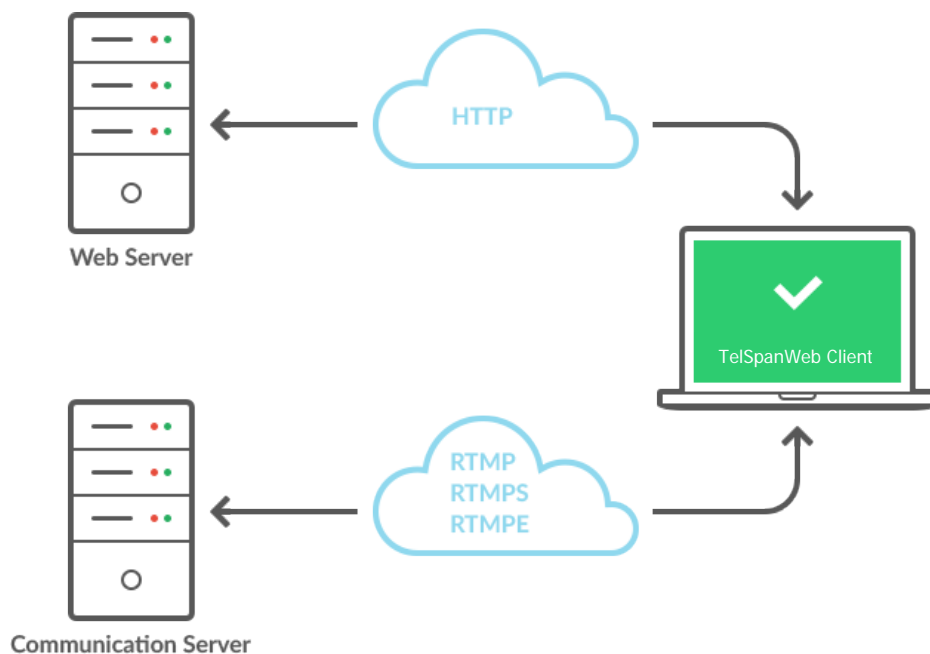 HTTP
Web Server
TelSpanWeb Client
RTMP
RTMPS
RTMPE
Communication Server